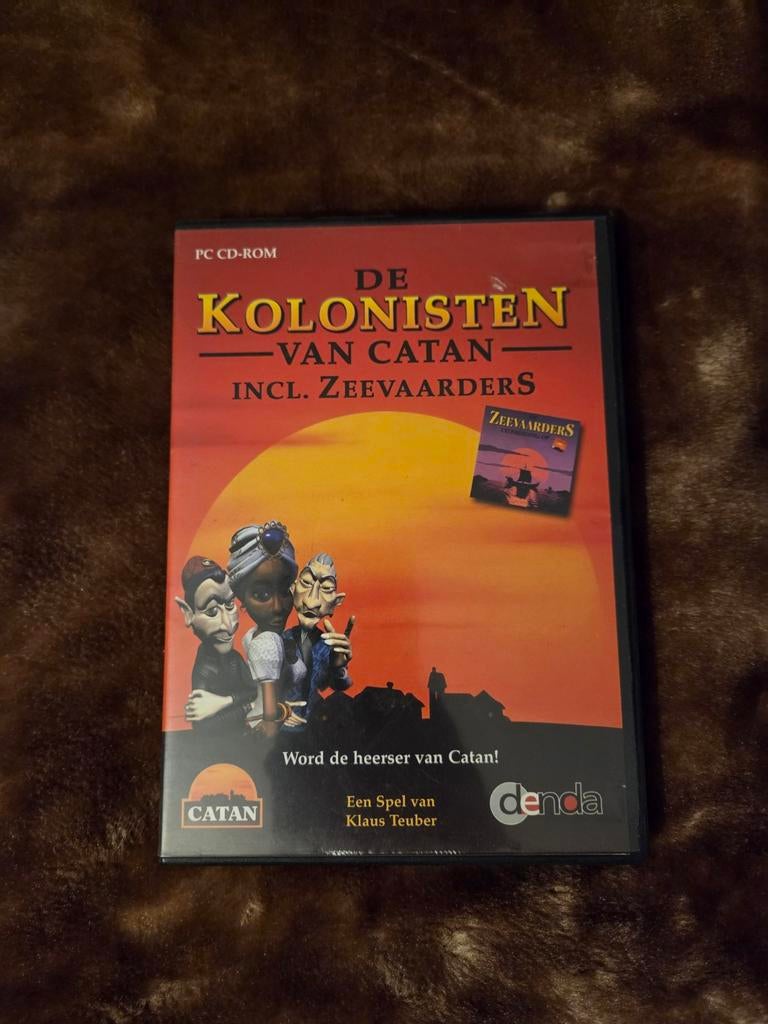 PC CD-ROM
DE
KOLONISTEN
VAN CATAN
INCL. ZEEVAARDERS
ZEEVAARDERS
Word de heerser van Catan!
Een Spel van
Klaus Teuber
CATAN
denda